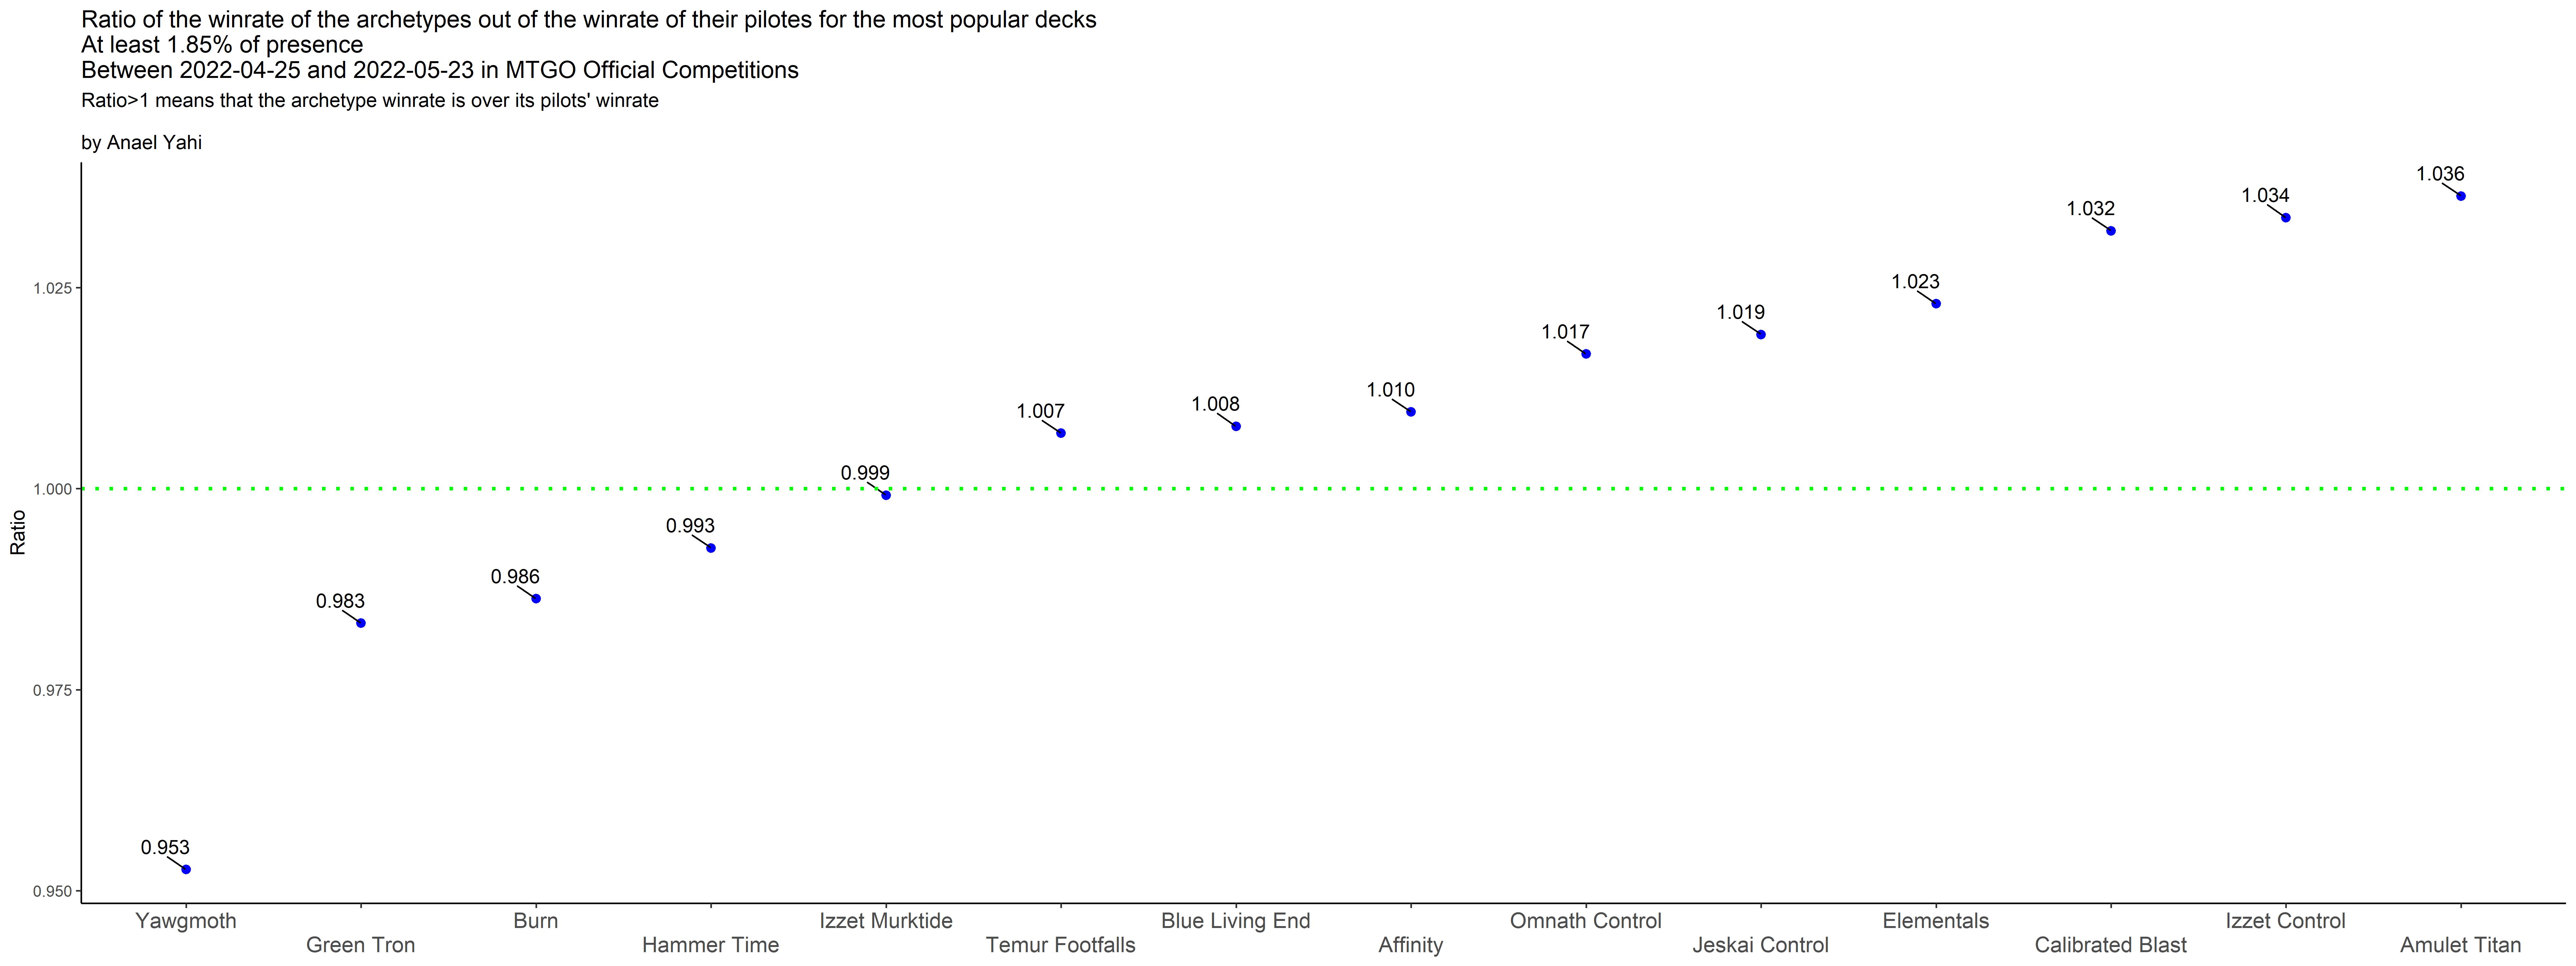 Ratio of the winrate of the archetypes out of the winrate of their pilotes for the most popular decks
At least 1.85% of presence
Between 2022-04-25 and 2022-05-23 in MTGO Official Competitions
Ratio>1 means that the archetype winrate is over its pilots' winrate
by Anael Yahi
1.036
1.034
1.032
1.025
1.023
1.019
1.017
1.010
1.008
1.007
0.999
1.000
0.993
Ratio
0.986
0.983
0.975
0.953
0.950
Yawgmoth
Green Tron
Burn
Hammer Time
Izzet Murktide
Temur Footfalls
Blue Living End
Affinity
Omnath Control
Jeskai Control
Elementals
Calibrated Blast
Izzet Control
Amulet Titan